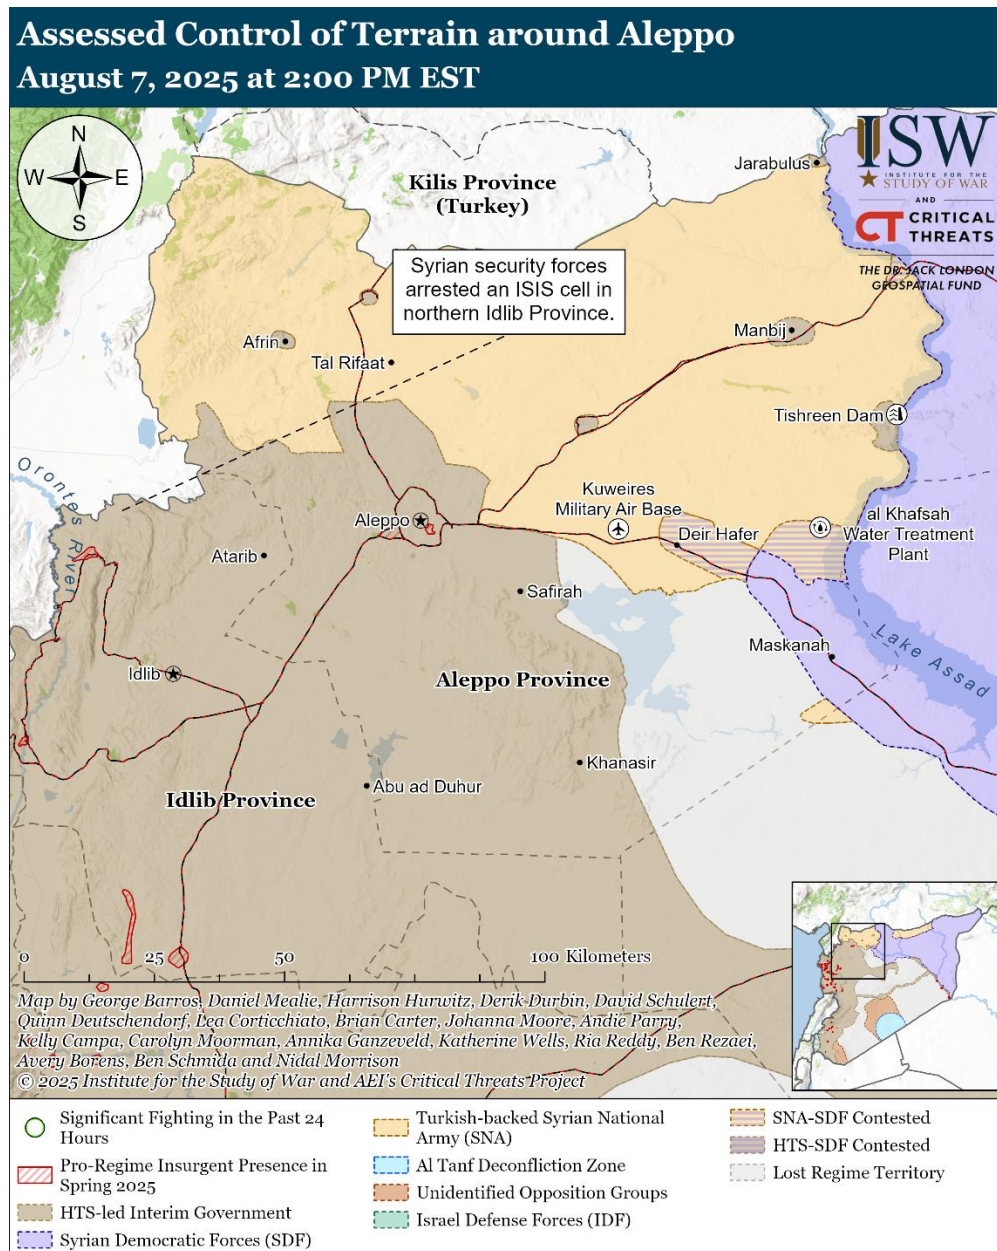 Assessed Control of Terrain around Aleppo
August 7, 2025 at 2:00 PM EST
N
W
E
S
Kilis Province
(Turkey)
Jarabulus
ISW
INSTITUTE FOR THE
STUDY OF WAR
AND
CT CRITICAL
THREATS
THE DR. JACK LONDON
GEOSPATIAL FUND
Syrian security forces
arrested an ISIS cell in
northern Idlib Province.
Afrin
Tal Rifaat
Manbij
Tishreen Dam
Orontes River
Kuweires
Military Air Base
Aleppo
Deir Hafer
al Khafsah
Water Treatment
Plant
Atarib
Safirah
Maskanah
Lake Assad
Idlib
Aleppo Province
Khanasir
Abu ad Duhur
Idlib Province
0 25 50 100 Kilometers
Map by George Barros, Daniel Mealie, Harrison Hurwitz, Derik Durbin, David Schulert,
Quinn Deutschendorf, Lea Corticchiato, Brian Carter, Johanna Moore, Andie Parry,
Kelly Campa, Carolyn Moorman, Annika Ganzeveld, Katherine Wells, Ria Reddy, Ben Rezaei,
Avery Borens, Ben Schmida and Nidal Morrison
© 2025 Institute for the Study of War and AEI's Critical Threats Project
Significant Fighting in the Past 24
Hours
Pro-Regime Insurgent Presence in
Spring 2025
HTS-led Interim Government
Syrian Democratic Forces (SDF)
Turkish-backed Syrian National
Army (SNA)
Al Tanf Deconfliction Zone
Unidentified Opposition Groups
Israel Defense Forces (IDF)
SNA-SDF Contested
HTS-SDF Contested
Lost Regime Territory